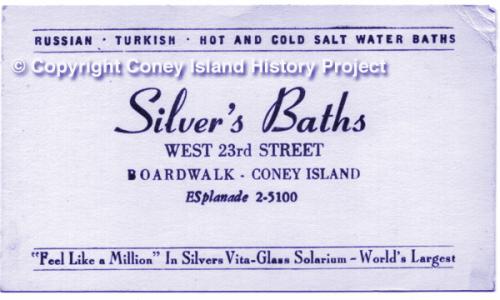 RUSSIAN · TURKISH · HOT AND COLD SALT WATER BATHS
© Copyright Coney Island History Project
Silver's Baths
WEST 23rd STREET
BOARDWALK - CONEY ISLAND
ESplanade 2-5100
"Feel Like a Million" In Silvers Vita-Glass Solarium - World's Largest